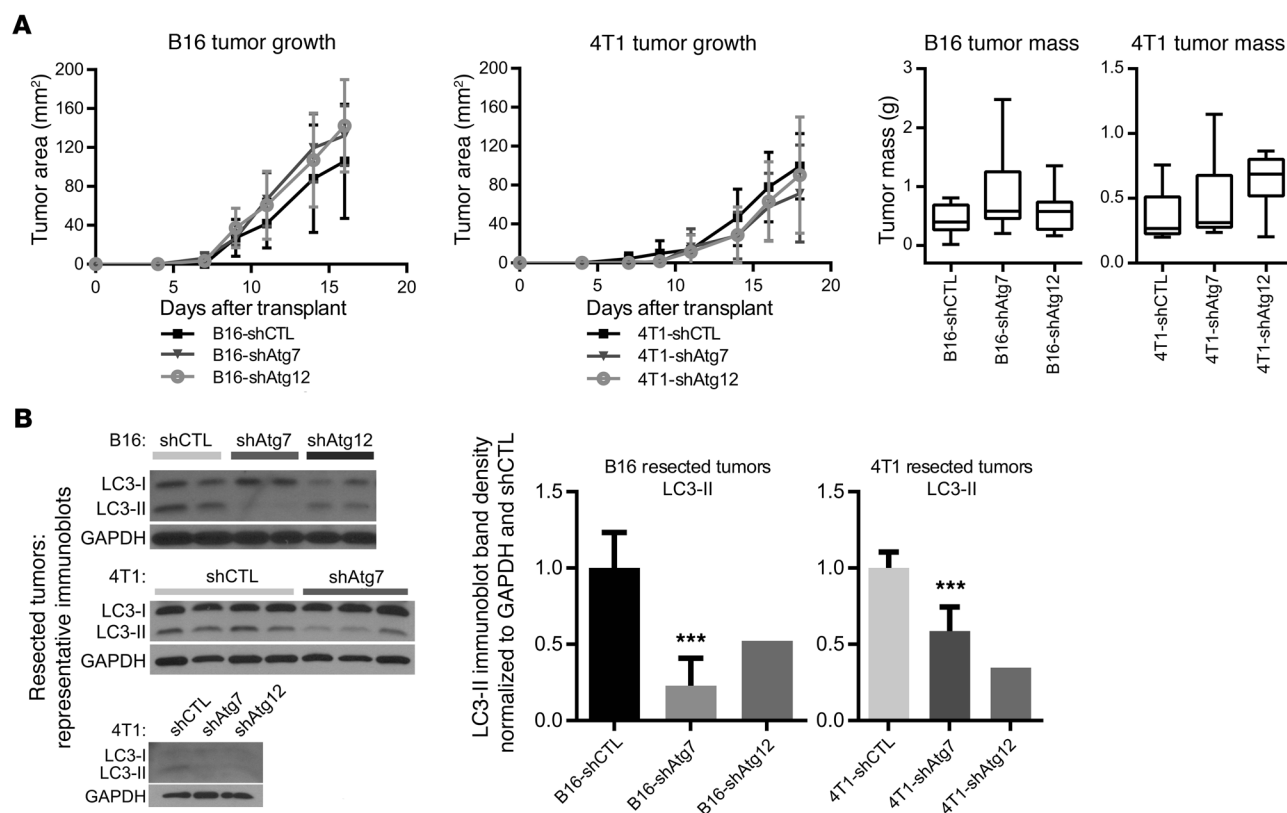 A
B16 tumor growth
Tumor area (mm²)
200
160
120
80
40
0
0
5
10
15
20
Days after transplant
B16-shCTL
B16-shAtg7
B16-shAtg12
4T1 tumor growth
Tumor area (mm²)
200
160
120
80
40
0
0
5
10
15
20
Days after transplant
4T1-shCTL
4T1-shAtg7
4T1-shAtg12
B16 tumor mass
Tumor mass (g)
3
2
1
0
B16-shCTL
B16-shAtg7
B16-shAtg12
4T1 tumor mass
1.5
1.0
0.5
0.0
4T1-shCTL
4T1-shAtg7
4T1-shAtg12
B
Resected tumors:
representative immunoblots
B16: shCTL shAtg7 shAtg12
LC3-I
LC3-II
GAPDH
4T1: shCTL shAtg7
LC3-I
LC3-II
GAPDH
4T1: shCTL shAtg7 shAtg12
LC3-I
LC3-II
GAPDH
LC3-II immunoblot band density
normalized to GAPDH and shCTL
B16 resected tumors
LC3-II
1.5
1.0
0.5
0.0
***
B16-shCTL
B16-shAtg7
B16-shAtg12
4T1 resected tumors
LC3-II
1.5
1.0
0.5
0.0
***
4T1-shCTL
4T1-shAtg7
4T1-shAtg12